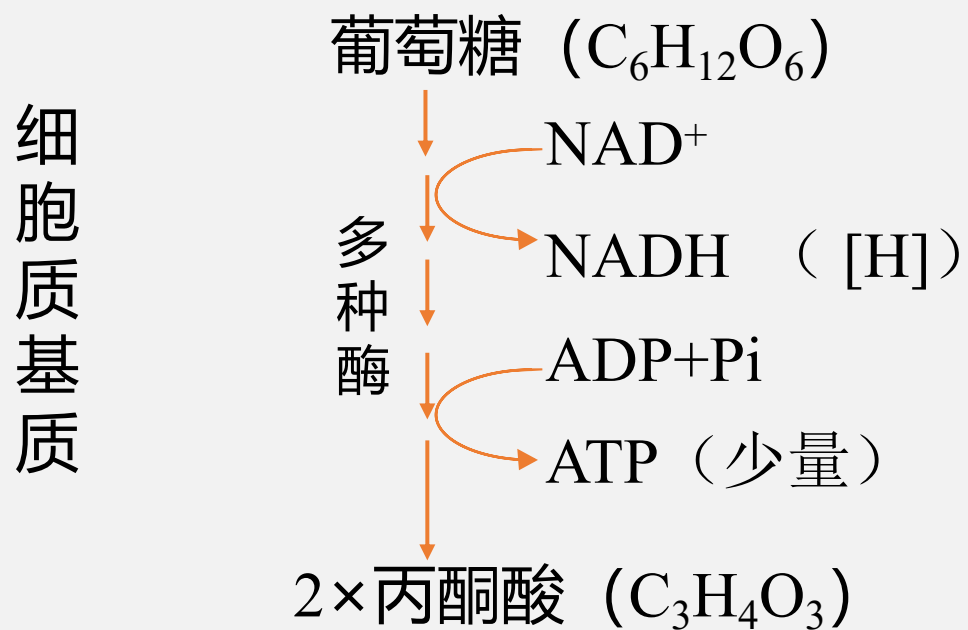 葡萄糖（C₆H₁₂O₆）
细胞质基质
多种酶
NAD⁺
NADH （ [H]）
ADP+Pi
ATP（少量）
2×丙酮酸（C₃H₄O₃）